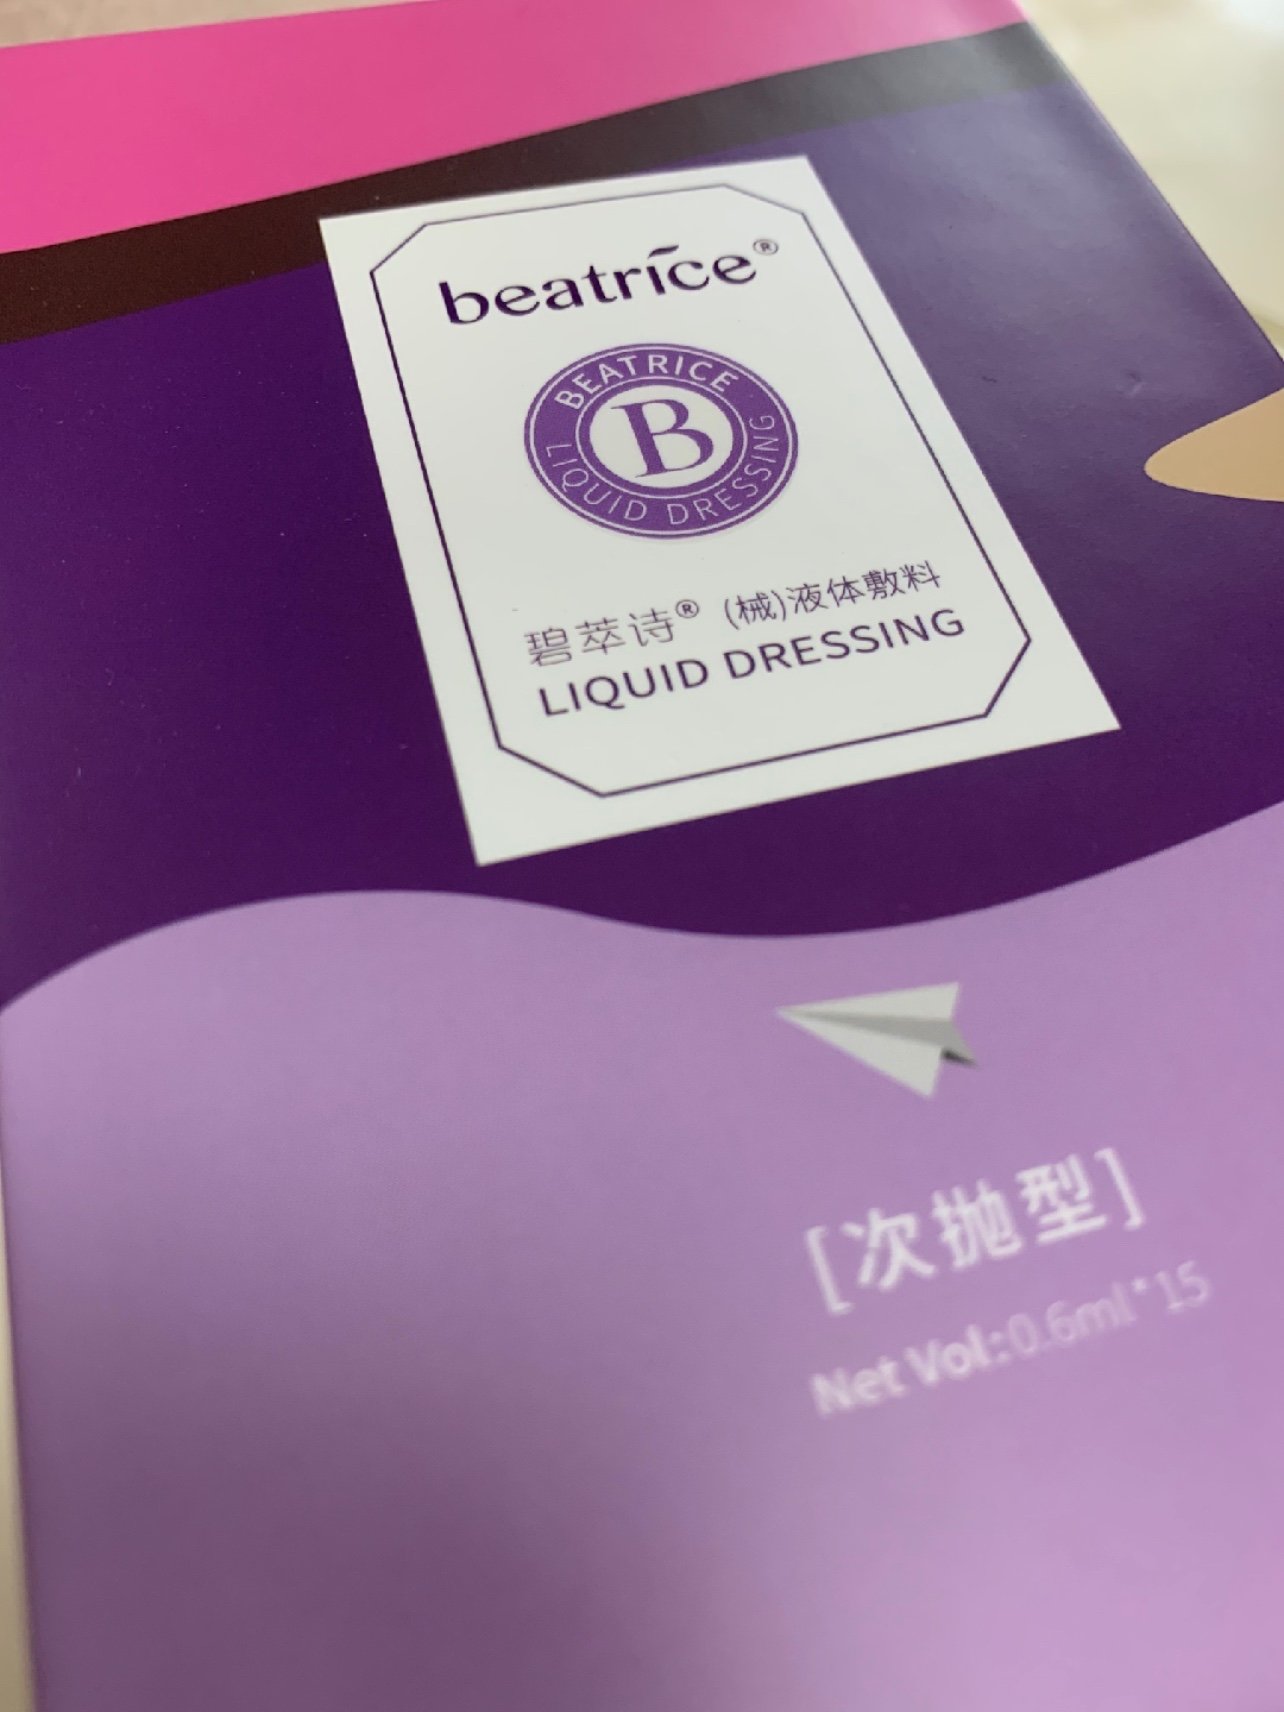 beatrice®
BEATRICE
B
LIQUID DRESSING
碧萃诗® (械)液体敷料
LIQUID DRESSING
[次抛型]
Net Vol:0.6ml*15